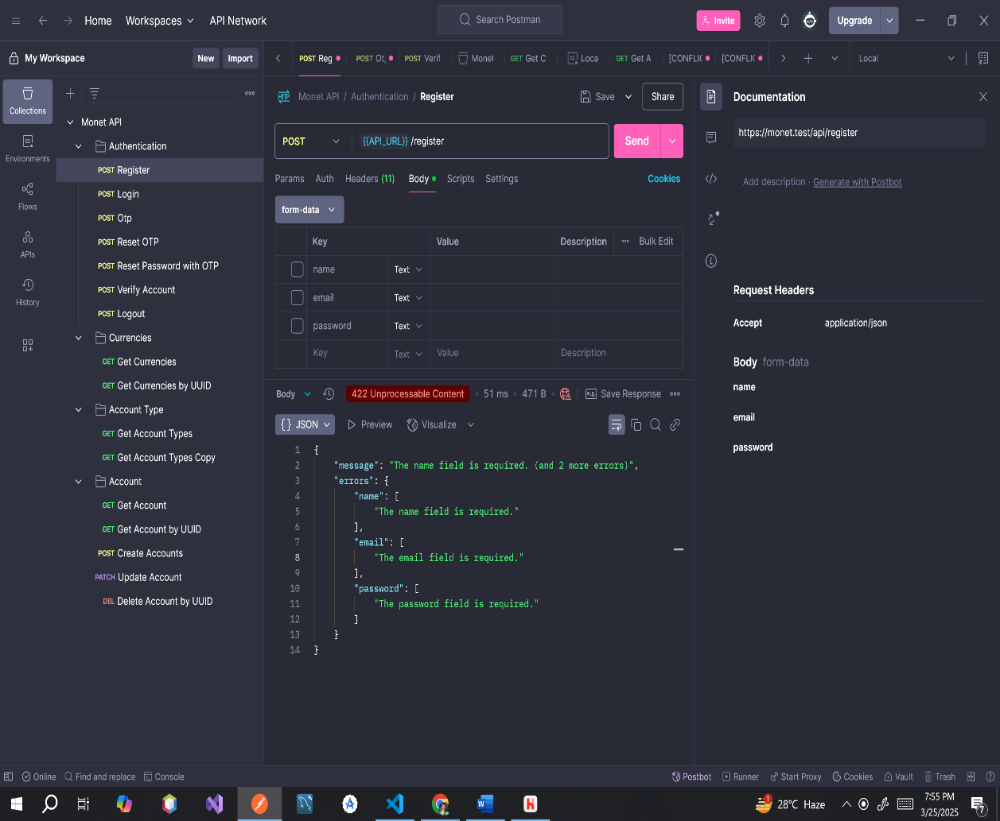 Home
Workspaces
API Network
Search Postman
Invite
Upgrade
My Workspace
New
Import
POST Reg
POST Ot,
POST Verif
Monet
GET Get C
Loca
GET Get A
[CONFLIC
[CONFLIC
Local
Collections
Environments
Flows
APIs
History
Monet API
Authentication
POST Register
POST Login
POST Otp
POST Reset OTP
POST Reset Password with OTP
POST Verify Account
POST Logout
Currencies
GET Get Currencies
GET Get Currencies by UUID
Account Type
GET Get Account Types
GET Get Account Types Copy
Account
GET Get Account
GET Get Account by UUID
POST Create Accounts
PATCH Update Account
DEL Delete Account by UUID
HTTP Monet API / Authentication / Register
Save
Share
POST {{API_URL}} /register
Send
Params Auth Headers (11) Body Scripts Settings Cookies
form-data
Key Value Description Bulk Edit
name Text
email Text
password Text
Key Text Value Description
Body 422 Unprocessable Content • 51 ms • 471 B • Save Response
{} JSON Preview Visualize
1 {
2 "message": "The name field is required. (and 2 more errors)",
3 "errors": {
4 "name": [
5 "The name field is required."
6 ],
7 "email": [
8 "The email field is required."
9 ],
10 "password": [
11 "The password field is required."
12 ]
13 }
14 }
Documentation
https://monet.test/api/register
Add description · Generate with Postbot
Request Headers
Accept application/json
Body form-data
name
email
password
Online
Find and replace
Console
Postbot
Runner
Start Proxy
Cookies
Vault
Trash
1
28°C Haze
7:55 PM
3/25/2025
7